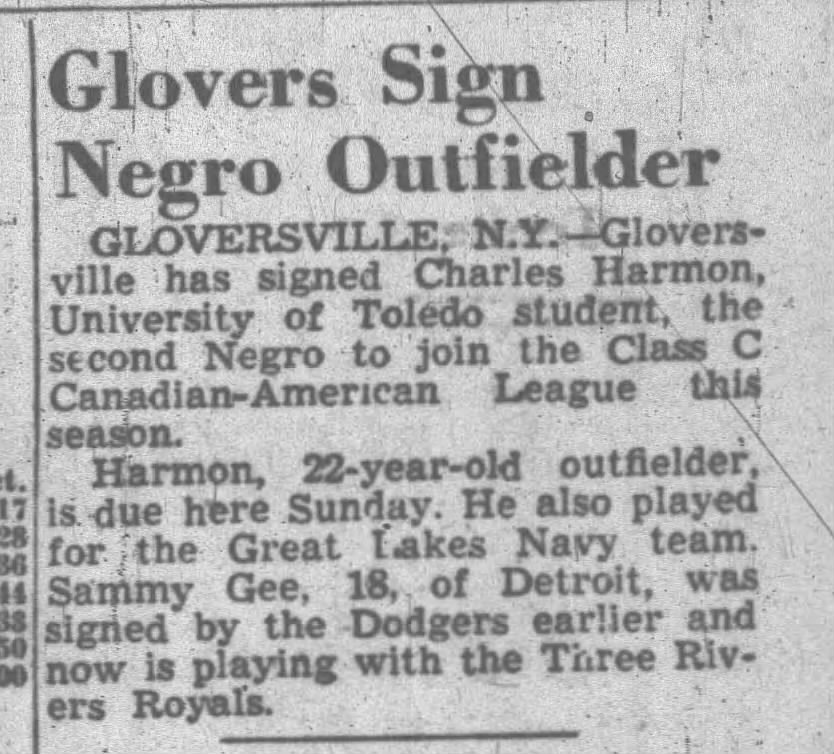 Glovers Sign
Negro Outfielder
GLOVERSVILLE, N.Y.—Glovers-
ville has signed Charles Harmon,
University of Toledo student, the
second Negro to join the Class C
Canadian-American League this
season.
Harmon, 22-year-old outfielder,
is due here Sunday. He also played
for the Great Lakes Navy team.
Sammy Gee, 18, of Detroit, was
signed by the Dodgers earlier and
now is playing with the Three Riv-
ers Royals.
ct.
17
28
36
44
38
50
00